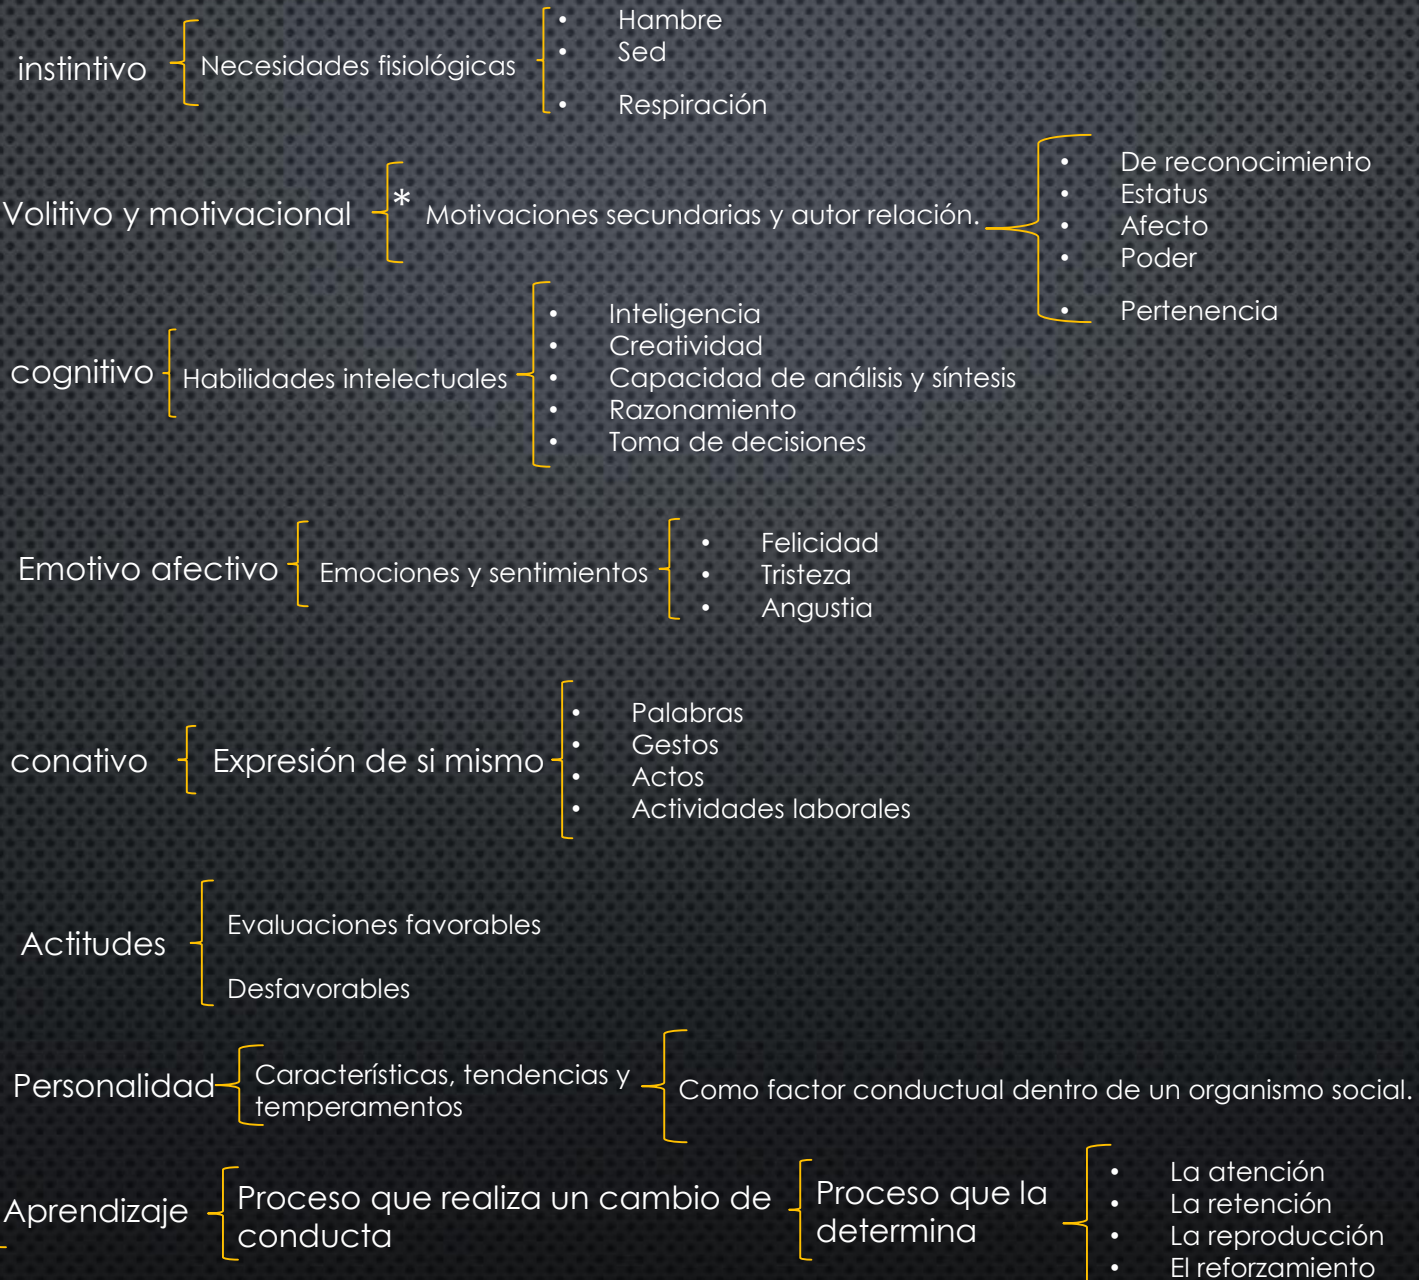 instintivo
Necesidades fisiológicas
• Hambre
• Sed
• Respiración
Volitivo y motivacional
* Motivaciones secundarias y autor relación.
• De reconocimiento
• Estatus
• Afecto
• Poder
• Pertenencia
cognitivo
Habilidades intelectuales
• Inteligencia
• Creatividad
• Capacidad de análisis y síntesis
• Razonamiento
• Toma de decisiones
Emotivo afectivo
Emociones y sentimientos
• Felicidad
• Tristeza
• Angustia
conativo
Expresión de si mismo
• Palabras
• Gestos
• Actos
• Actividades laborales
Actitudes
Evaluaciones favorables
Desfavorables
Personalidad
Características, tendencias y
temperamentos
Como factor conductual dentro de un organismo social.
Aprendizaje
Proceso que realiza un cambio de
conducta
Proceso que la
determina
• La atención
• La retención
• La reproducción
• El reforzamiento